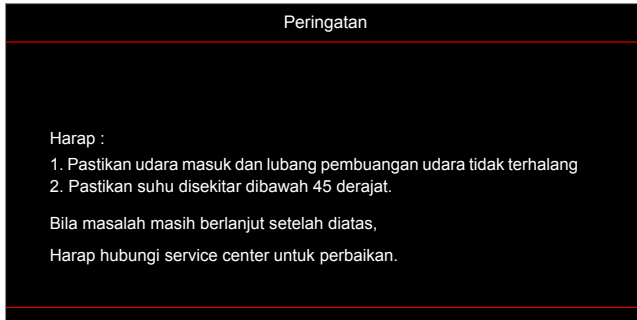 Peringatan
Harap :
1. Pastikan udara masuk dan lubang pembuangan udara tidak terhalang
2. Pastikan suhu disekitar dibawah 45 derajat.
Bila masalah masih berlanjut setelah diatas,
Harap hubungi service center untuk perbaikan.